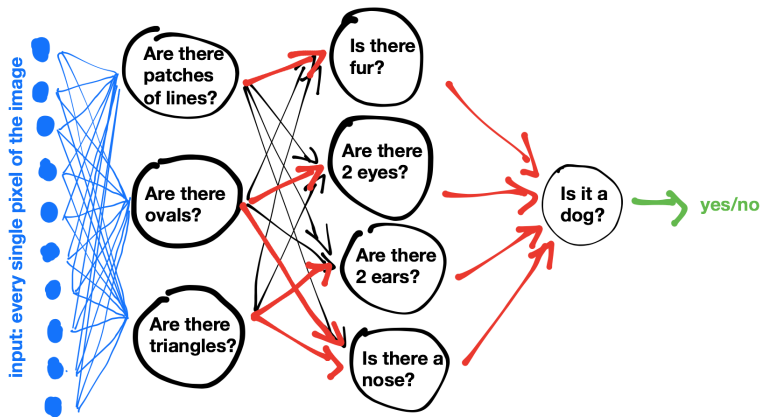 input: every single pixel of the image
Are there
patches
of lines?
Are there
ovals?
Are there
triangles?
Is there
fur?
Are there
2 eyes?
Are there
2 ears?
Is there a
nose?
Is it a
dog?
yes/no